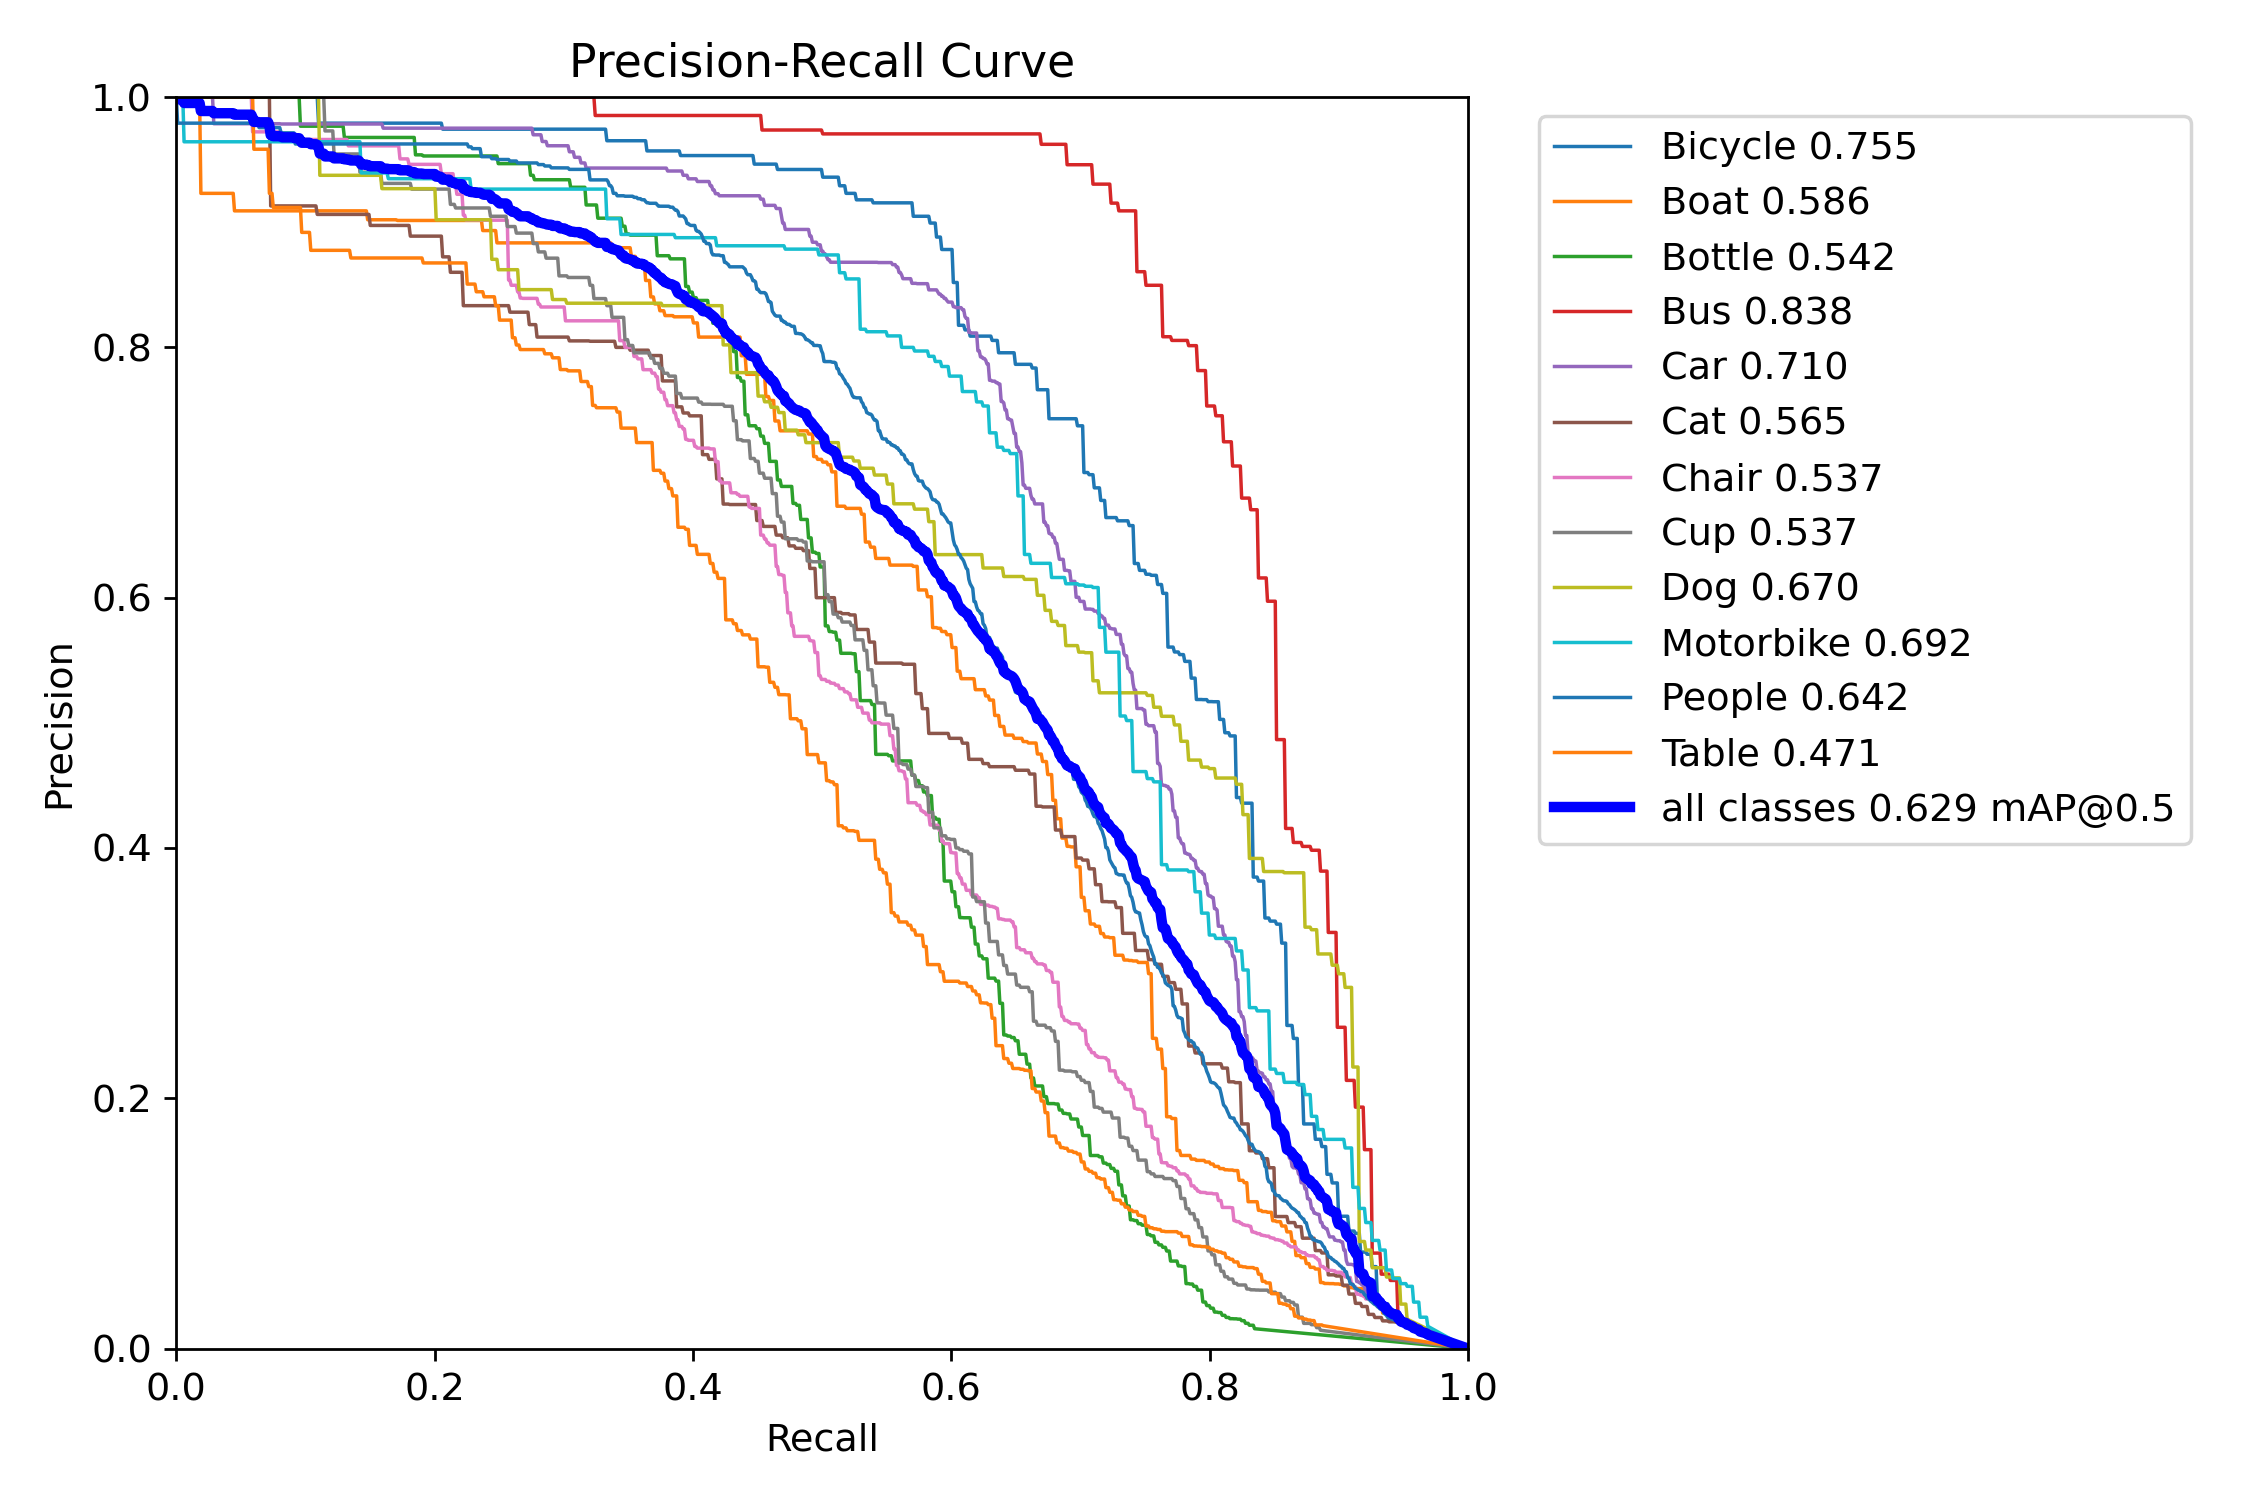 Precision-Recall Curve
1.0
0.8
0.6
0.4
0.2
0.0
Precision
0.0 0.2 0.4 0.6 0.8 1.0
Recall
Bicycle 0.755
Boat 0.586
Bottle 0.542
Bus 0.838
Car 0.710
Cat 0.565
Chair 0.537
Cup 0.537
Dog 0.670
Motorbike 0.692
People 0.642
Table 0.471
all classes 0.629 mAP@0.5